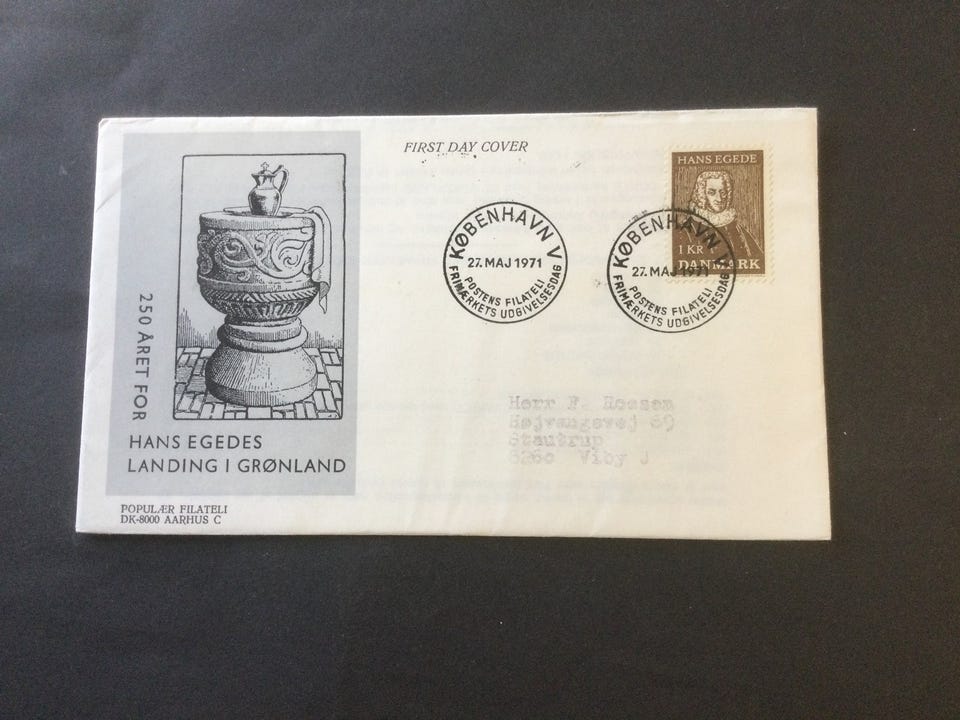 FIRST DAY COVER
HANS EGEDE
1 KR
DANMARK
KØBENHAVN V
27. MAJ 1971
POSTENS FILATELI
FRIMÆRKETS UDGIVELSESDAG
KØBENHAVN V
27. MAJ 1971
POSTENS FILATELI
FRIMÆRKETS UDGIVELSESDAG
250 ÅRET FOR
HANS EGEDES
LANDING I GRØNLAND
Herr F.
Højvangsvej 69
Stautrup
8260 Viby J
POPULÆR FILATELI
DK-8000 AARHUS C